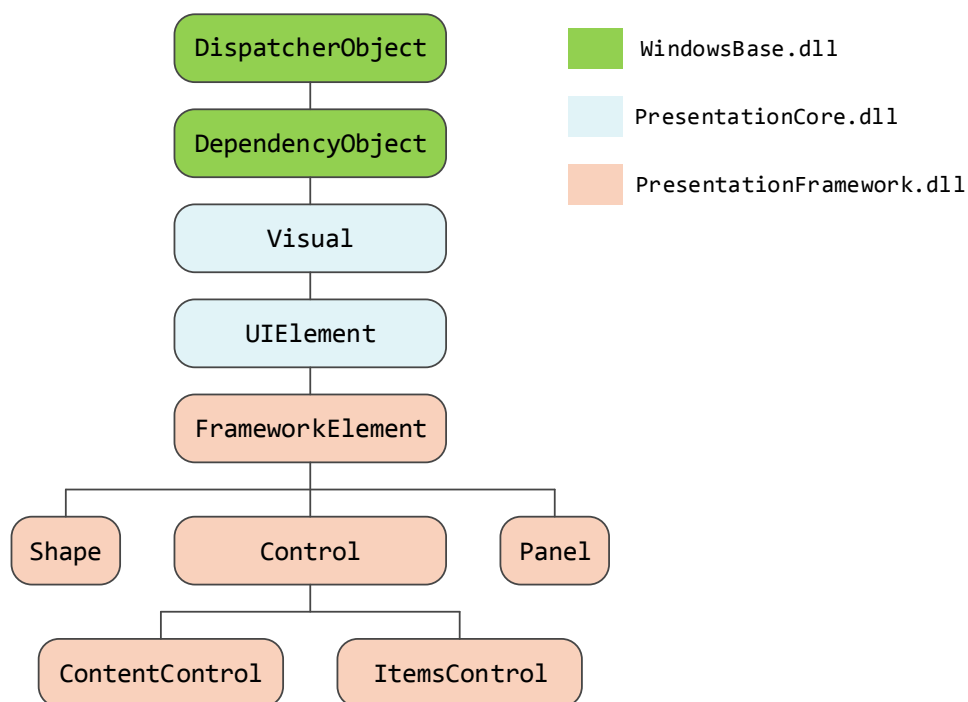 DispatcherObject
WindowsBase.dll
PresentationCore.dll
DependencyObject
PresentationFramework.dll
Visual
UIElement
FrameworkElement
Shape
Control
Panel
ContentControl
ItemsControl